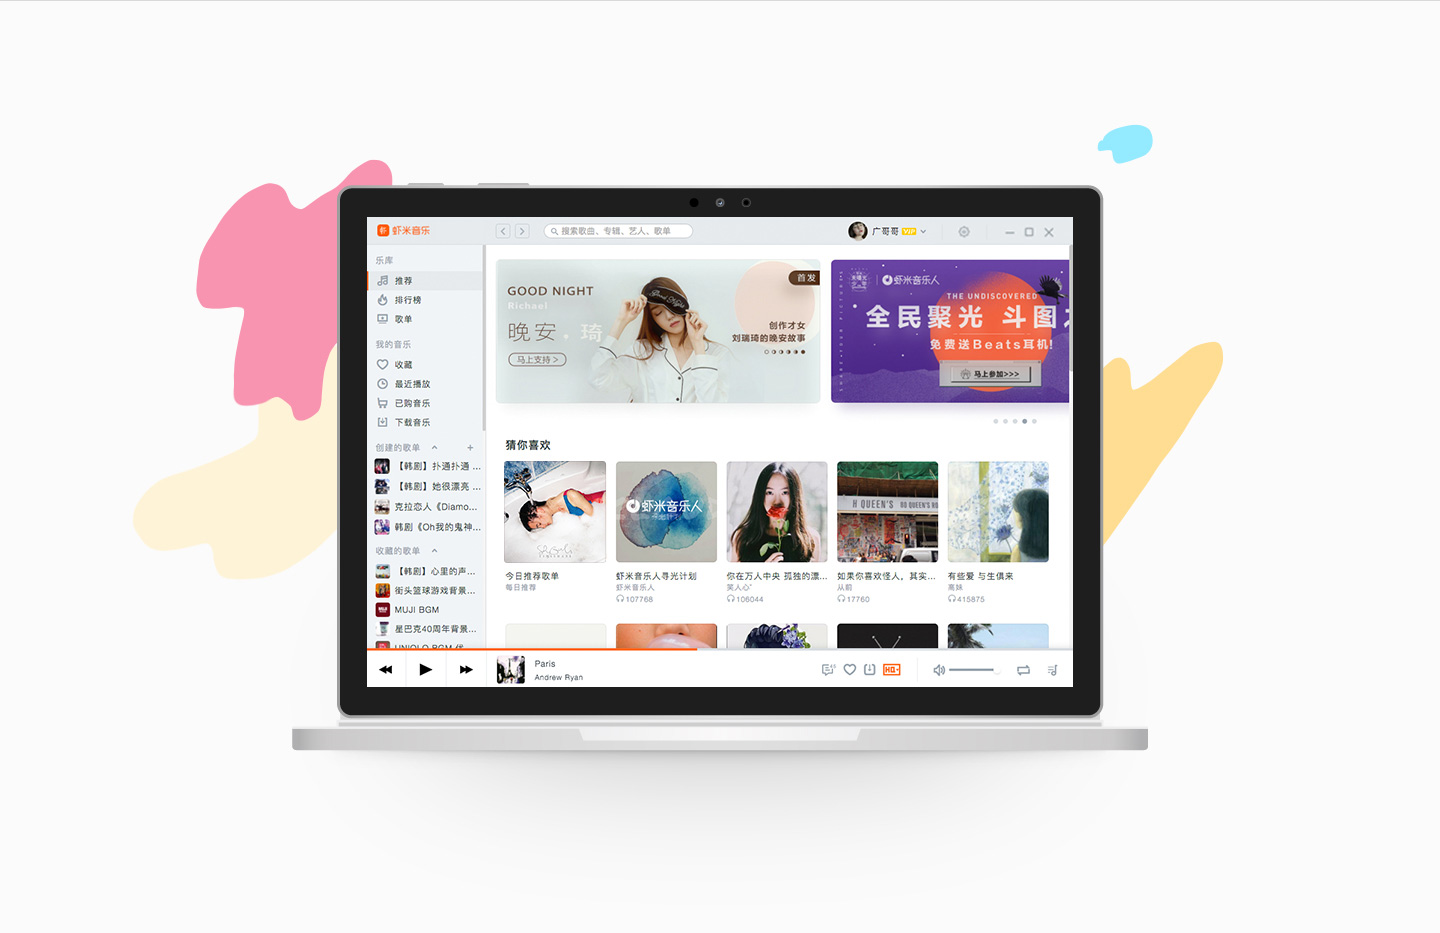 虾米音乐
搜索歌曲、专辑、艺人、歌单
广哥哥 VIP
乐库
推荐
排行榜
歌单
我的音乐
收藏
最近播放
已购音乐
下载音乐
创建的歌单
【韩剧】扑通扑通 ...
【韩剧】她很漂亮 ...
克拉恋人《Diamo...
韩剧《Oh我的鬼神...
收藏的歌单
【韩剧】心里的声...
街头篮球游戏背景...
MUJI BGM
星巴克40周年背景...
UNIQLO BGM 优
GOOD NIGHT
Richael
晚安 . 琦
马上支持 >
首发
创作才女
刘瑞琦的晚安故事
虾米音乐人
THE UNDISCOVERED
全民聚光 斗图
免费送Beats耳机!
马上参加>>>
猜你喜欢
虾米音乐人
寻光计划
H QUEEN'S
HQ QUEEN'S
今日推荐歌单
每日推荐
虾米音乐人寻光计划
虾米音乐人
107768
你在万人中央 孤独的漂...
笑人心'
106044
如果你喜欢怪人，其实...
从前
17760
有些爱 与生俱来
高妹
415875
Paris
Andrew Ryan
HQ